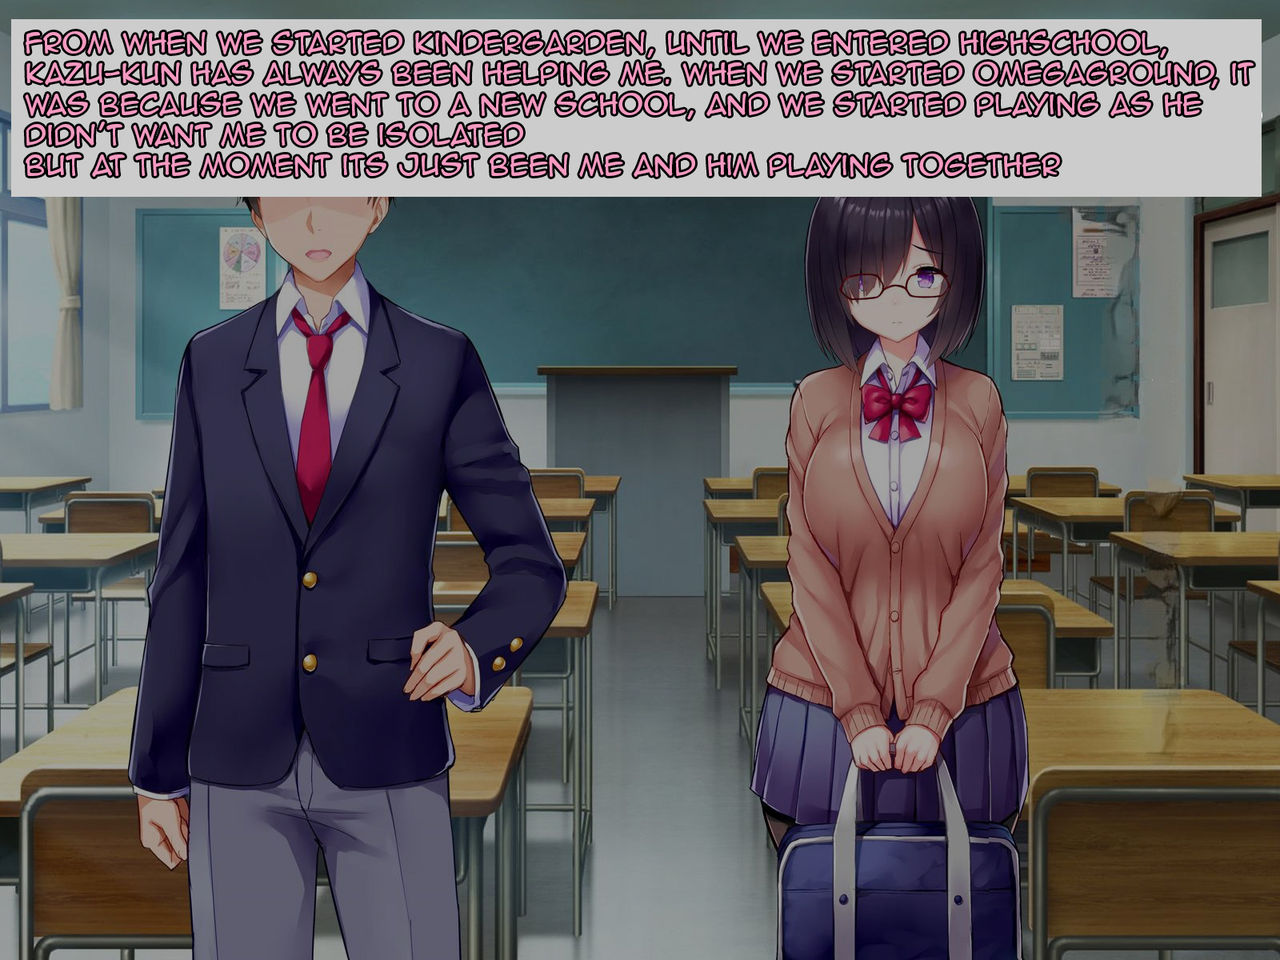 FROM WHEN WE STARTED KINDERGARDEN, UNTIL WE ENTERED HIGHSCHOOL,
KAZU-KUN HAS ALWAYS BEEN HELPING ME. WHEN WE STARTED OMEGAGROUND, IT
WAS BECAUSE WE WENT TO A NEW SCHOOL, AND WE STARTED PLAYING AS HE
DIDN'T WANT ME TO BE ISOLATED
BUT AT THE MOMENT ITS JUST BEEN ME AND HIM PLAYING TOGETHER